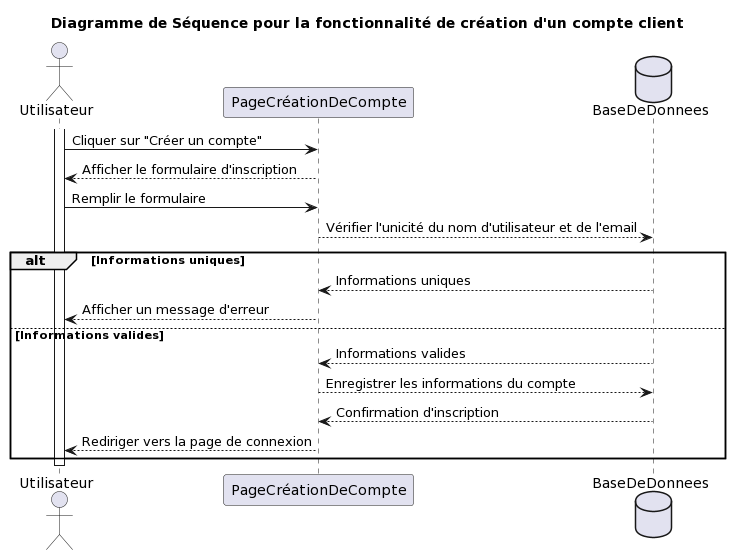 Diagramme de Séquence pour la fonctionnalité de création d'un compte client
Utilisateur
PageCréationDeCompte
BaseDeDonnees
Cliquer sur "Créer un compte"
Afficher le formulaire d'inscription
Remplir le formulaire
Vérifier l'unicité du nom d'utilisateur et de l'email
alt [Informations uniques]
Informations uniques
Afficher un message d'erreur
[Informations valides]
Informations valides
Enregistrer les informations du compte
Confirmation d'inscription
Rediriger vers la page de connexion
Utilisateur
PageCréationDeCompte
BaseDeDonnees